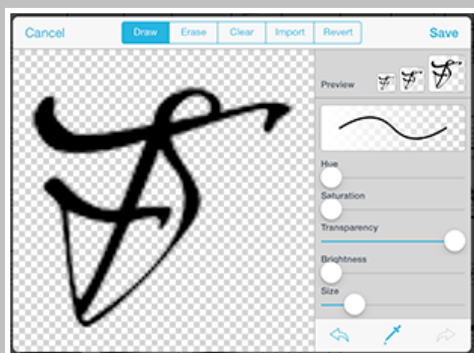 Cancel Draw Erase Clear Import Revert Save
Preview
Hue
Saturation
Transparency
Brightness
Size